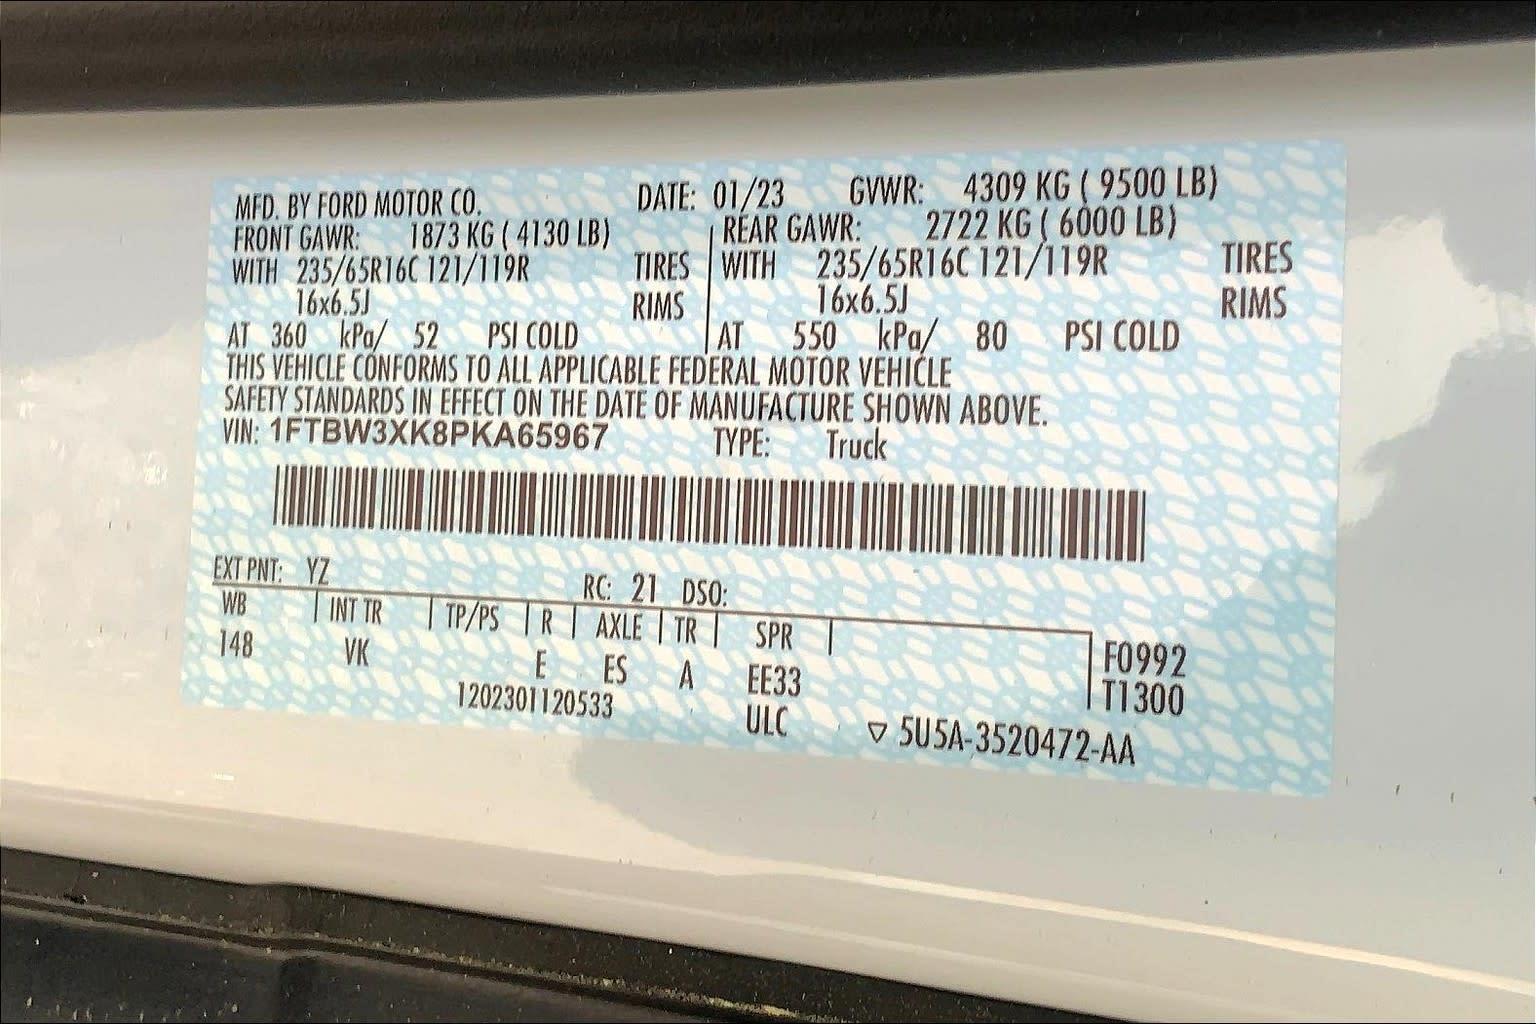 MFD. BY FORD MOTOR CO. DATE: 01/23 GVWR: 4309 KG ( 9500 LB)
FRONT GAWR: 1873 KG ( 4130 LB) REAR GAWR: 2722 KG ( 6000 LB)
WITH 235/65R16C 121/119R TIRES WITH 235/65R16C 121/119R TIRES
16x6.5J RIMS 16x6.5J RIMS
AT 360 kPa/ 52 PSI COLD AT 550 kPa/ 80 PSI COLD
THIS VEHICLE CONFORMS TO ALL APPLICABLE FEDERAL MOTOR VEHICLE
SAFETY STANDARDS IN EFFECT ON THE DATE OF MANUFACTURE SHOWN ABOVE.
VIN: 1FTBW3XK8PKA65967 TYPE: Truck
EXT PNT: YZ RC: 21 DSO:
WB INT TR TP/PS R AXLE TR SPR
148 VK E ES A EE33 F0992
1202301120533 ULC T1300
▽ 5U5A-3520472-AA